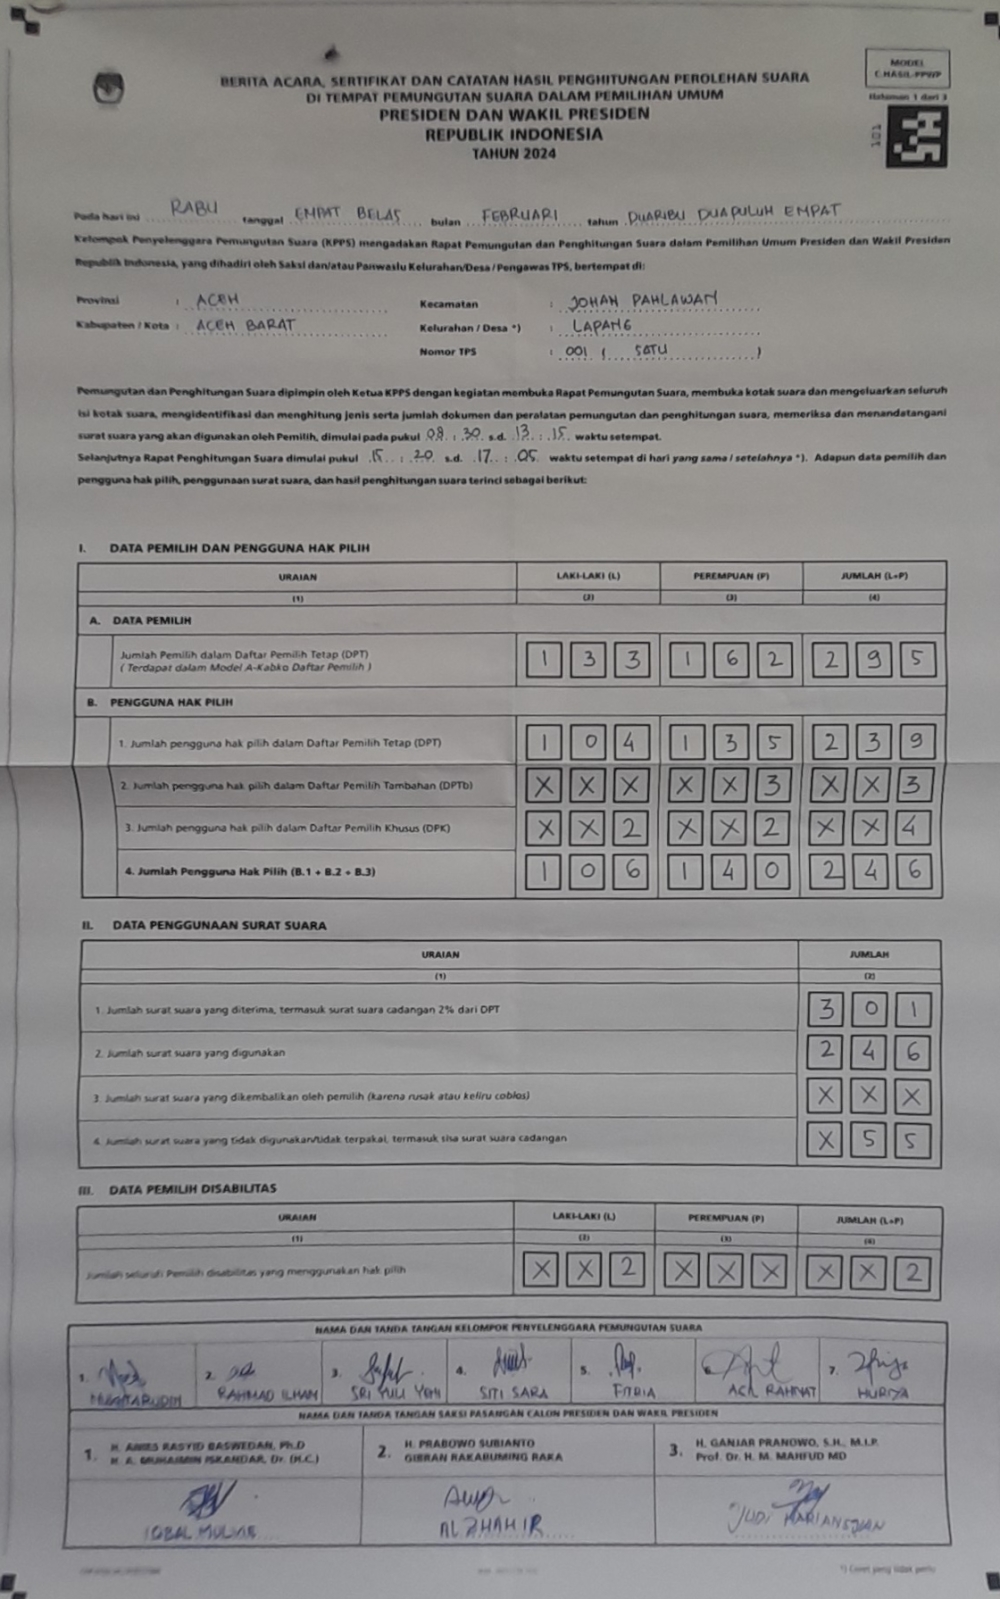 MODEL
C.HASIL-PPWP
Halaman 1 dari 3
101
BERITA ACARA, SERTIFIKAT DAN CATATAN HASIL PENGHITUNGAN PEROLEHAN SUARA
DI TEMPAT PEMUNGUTAN SUARA DALAM PEMILIHAN UMUM
PRESIDEN DAN WAKIL PRESIDEN
REPUBLIK INDONESIA
TAHUN 2024
Pada hari ini RABU tanggal EMPAT BELAS bulan FEBRUARI tahun DUARIBU DUAPULUH EMPAT
Kelompok Penyelenggara Pemungutan Suara (KPPS) mengadakan Rapat Pemungutan dan Penghitungan Suara dalam Pemilihan Umum Presiden dan Wakil Presiden
Republik Indonesia, yang dihadiri oleh Saksi dan/atau Panwaslu Kelurahan/Desa / Pengawas TPS, bertempat di:
Provinsi : ACEH Kecamatan : JOHAN PAHLAWAN
Kabupaten / Kota : ACEH BARAT Kelurahan / Desa *) : LAPANG
Nomor TPS : 001 ( SATU )
Pemungutan dan Penghitungan Suara dipimpin oleh Ketua KPPS dengan kegiatan membuka Rapat Pemungutan Suara, membuka kotak suara dan mengeluarkan seluruh
isi kotak suara, mengidentifikasi dan menghitung jenis serta jumlah dokumen dan peralatan pemungutan dan penghitungan suara, memeriksa dan menandatangani
surat suara yang akan digunakan oleh Pemilih, dimulai pada pukul 08 : 30 s.d. 13 : 15 waktu setempat.
Selanjutnya Rapat Penghitungan Suara dimulai pukul 15 : 20 s.d. 17 : 05 waktu setempat di hari yang sama / setelahnya *). Adapun data pemilih dan
pengguna hak pilih, penggunaan surat suara, dan hasil penghitungan suara terinci sebagai berikut:
I. DATA PEMILIH DAN PENGGUNA HAK PILIH
URAIAN LAKI-LAKI (L) PEREMPUAN (P) JUMLAH (L+P)
(1) (2) (3) (4)
A. DATA PEMILIH
Jumlah Pemilih dalam Daftar Pemilih Tetap (DPT) 1 3 3 1 6 2 2 9 5
( Terdapat dalam Model A-Kabko Daftar Pemilih )
B. PENGGUNA HAK PILIH
1. Jumlah pengguna hak pilih dalam Daftar Pemilih Tetap (DPT) 1 0 4 1 3 5 2 3 9
2. Jumlah pengguna hak pilih dalam Daftar Pemilih Tambahan (DPTb) X X X X X 3 X X 3
3. Jumlah pengguna hak pilih dalam Daftar Pemilih Khusus (DPK) X X 2 X X 2 X X 4
4. Jumlah Pengguna Hak Pilih (B.1 + B.2 + B.3) 1 0 6 1 4 0 2 4 6
II. DATA PENGGUNAAN SURAT SUARA
URAIAN JUMLAH
(1) (2)
1. Jumlah surat suara yang diterima, termasuk surat suara cadangan 2% dari DPT 3 0 1
2. Jumlah surat suara yang digunakan 2 4 6
3. Jumlah surat suara yang dikembalikan oleh pemilih (karena rusak atau keliru coblos) X X X
4. Jumlah surat suara yang tidak digunakan/tidak terpakai, termasuk sisa surat suara cadangan X 5 5
III. DATA PEMILIH DISABILITAS
URAIAN LAKI-LAKI (L) PEREMPUAN (P) JUMLAH (L+P)
(1) (2) (3) (4)
Jumlah seluruh Pemilih disabilitas yang menggunakan hak pilih X X 2 X X X X X 2
NAMA DAN TANDA TANGAN KELOMPOK PENYELENGGARA PEMUNGUTAN SUARA
1. 2. 3. 4. 5. 6. 7.
MUKHTARUDIN RAHMAD ILHAM SRI YULI YENI SITI SARA FITRIA ACA RAHMAT HURIYA
NAMA DAN TANDA TANGAN SAKSI PASANGAN CALON PRESIDEN DAN WAKIL PRESIDEN
1. H. ANIES RASYID BASWEDAN, Ph.D 2. H. PRABOWO SUBIANTO 3. H. GANJAR PRANOWO, S.H., M.I.P.
H. A. MUHAIMIN ISKANDAR, Dr. (H.C.) GIBRAN RAKABUMING RAKA Prof. Dr. H. M. MAHFUD MD
IQBAL ALZHAHIR YUDI
*) Coret yang tidak perlu